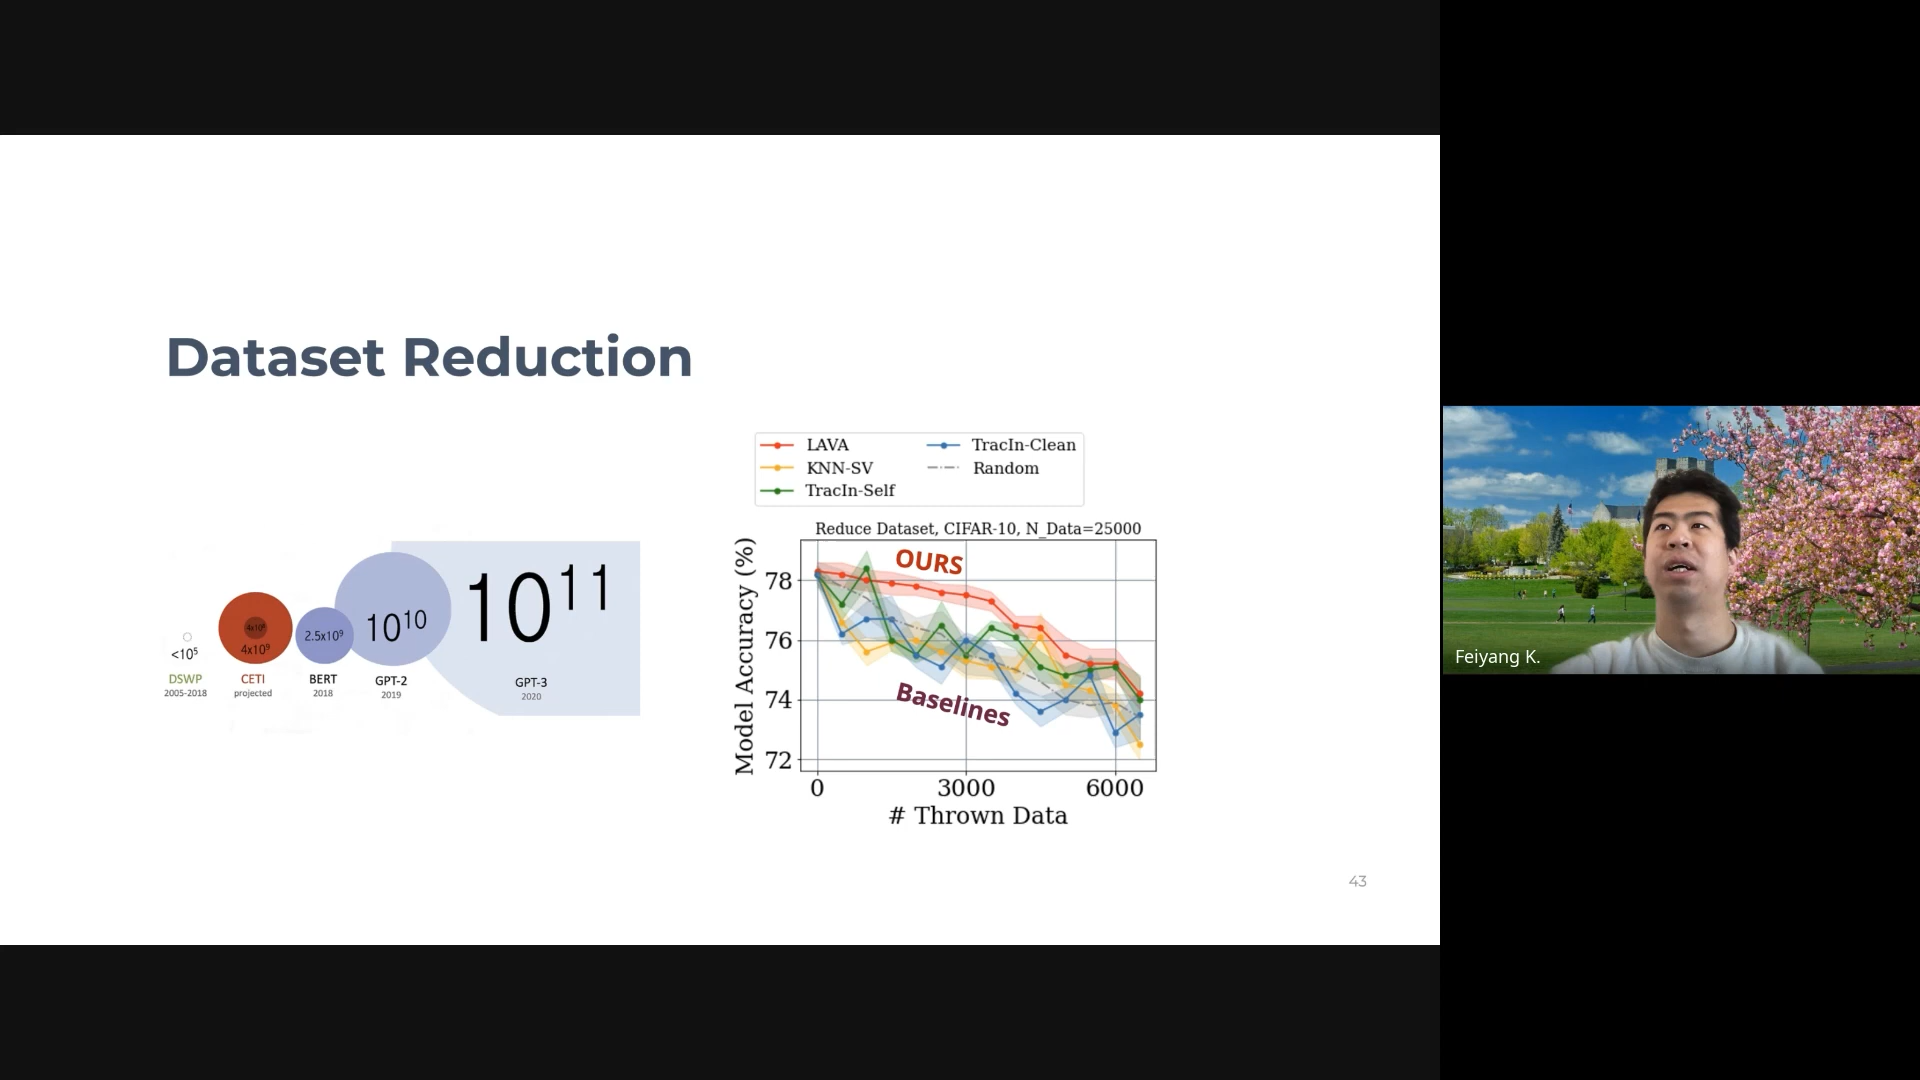 Dataset Reduction
LAVA
KNN-SV
TracIn-Self
TracIn-Clean
Random
Reduce Dataset, CIFAR-10, N_Data=25000
OURS
Baselines
Model Accuracy (%)
78
76
74
72
0 3000 6000
# Thrown Data
<10⁵
4x10⁹
2.5x10⁹
10¹⁰
10¹¹
DSWP
2005-2018
CETI
projected
BERT
2018
GPT-2
2019
GPT-3
2020
43
Feiyang K.